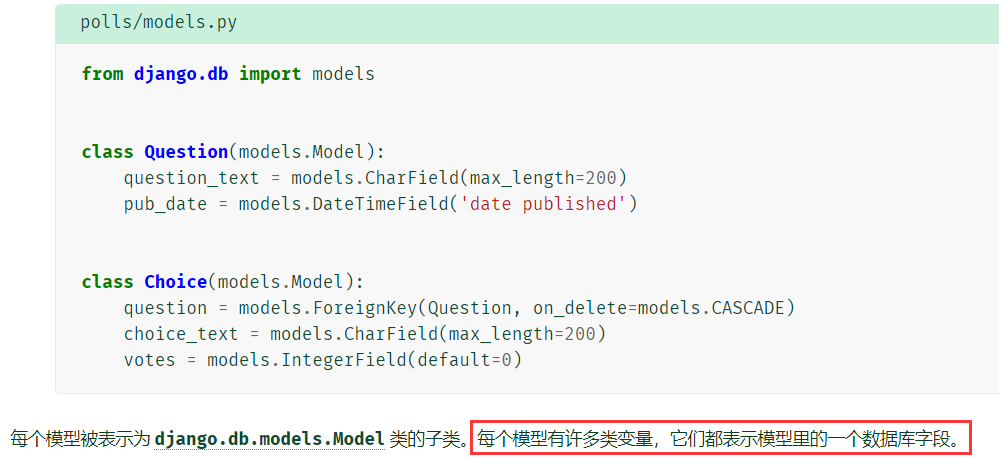 polls/models.py
from django.db import models
class Question(models.Model):
    question_text = models.CharField(max_length=200)
    pub_date = models.DateTimeField('date published')
class Choice(models.Model):
    question = models.ForeignKey(Question, on_delete=models.CASCADE)
    choice_text = models.CharField(max_length=200)
    votes = models.IntegerField(default=0)
每个模型被表示为 django.db.models.Model 类的子类。每个模型有许多类变量，它们都表示模型里的一个数据库字段。